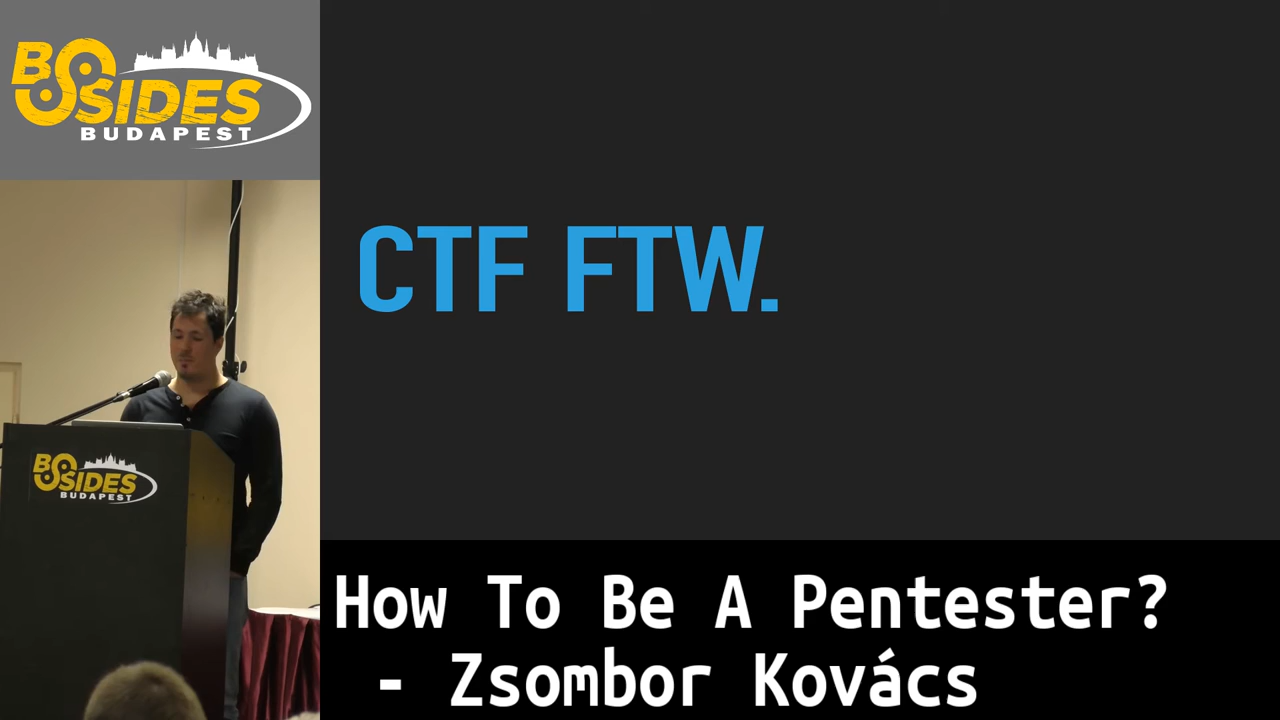 BSIDES
BUDAPEST
CTF FTW.
BSIDES
BUDAPEST
How To Be A Pentester?
- Zsombor Kovács